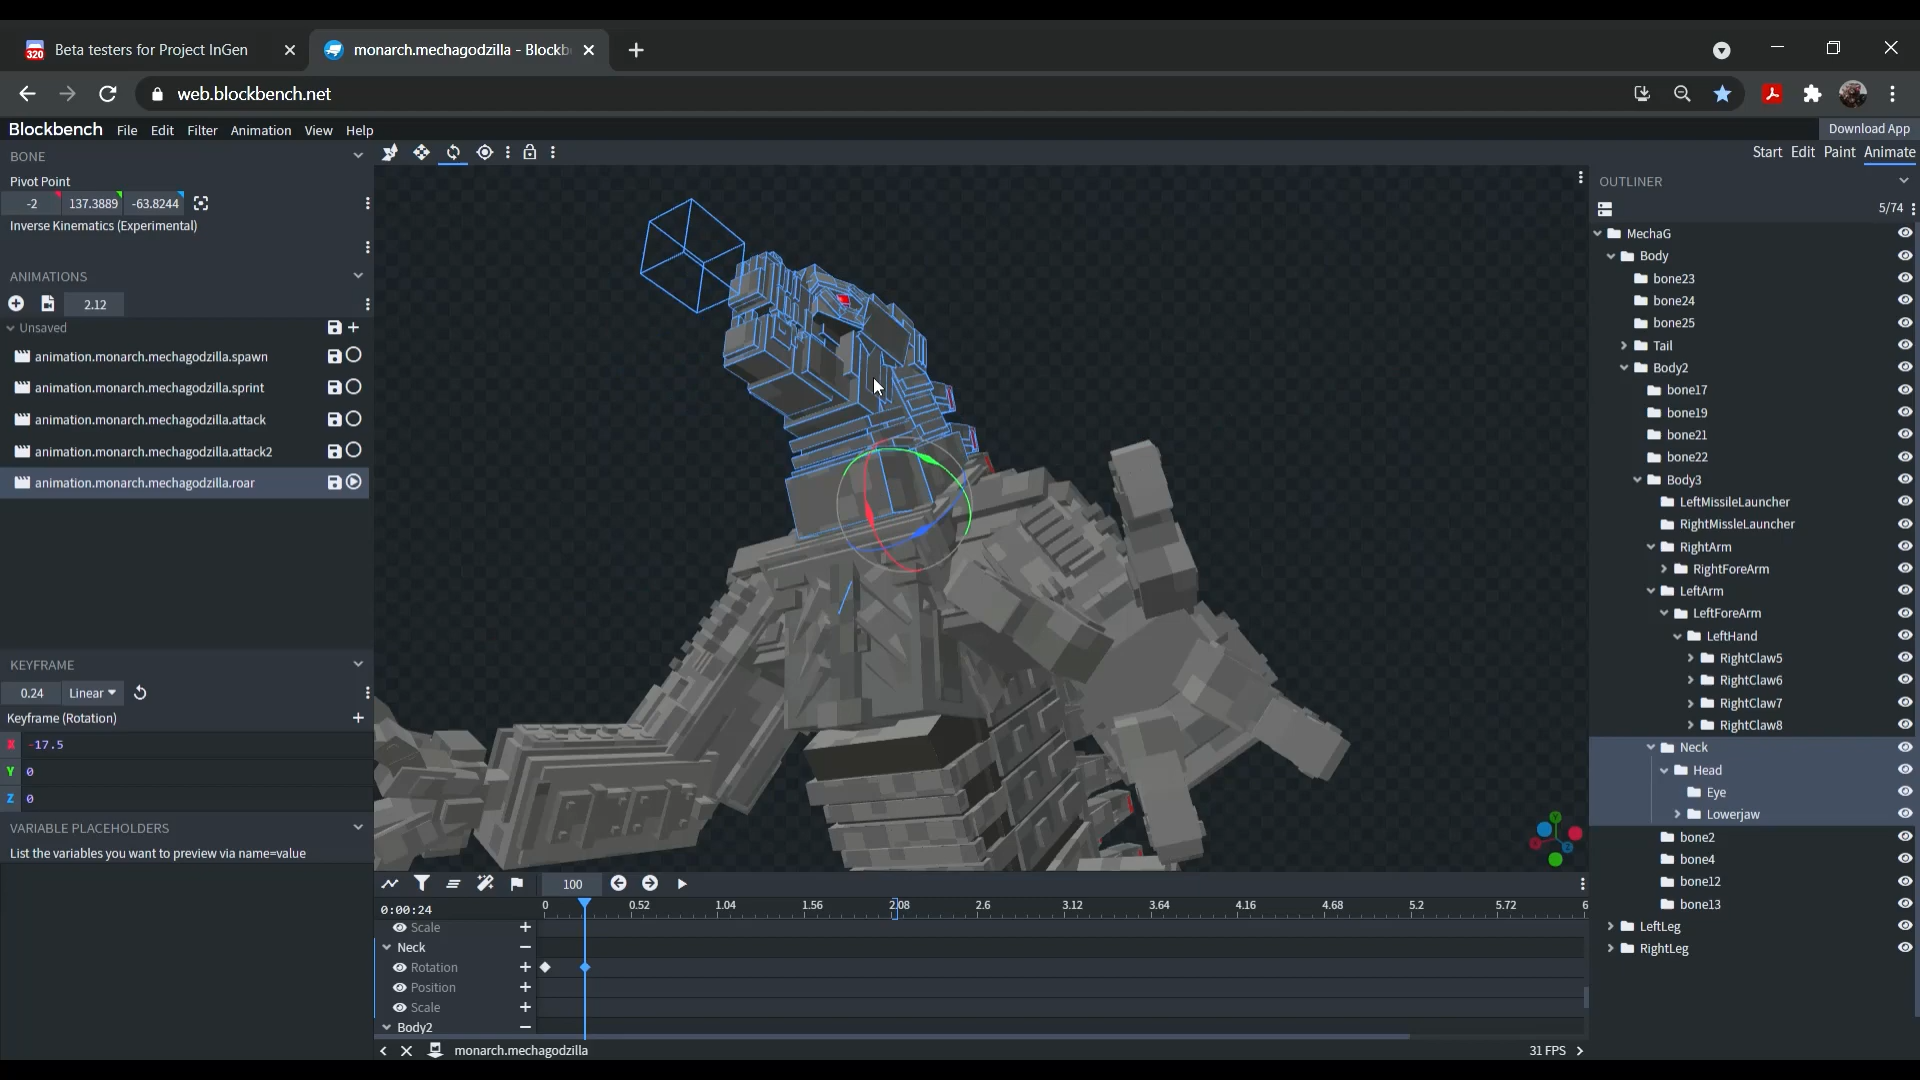 320
Beta testers for Project InGen
monarch.mechagodzilla - Blockb
web.blockbench.net
Blockbench File Edit Filter Animation View Help
Download App
BONE
Start Edit Paint Animate
Pivot Point
-2 137.3889 -63.8244
Inverse Kinematics (Experimental)
ANIMATIONS
2.12
Unsaved
animation.monarch.mechagodzilla.spawn
animation.monarch.mechagodzilla.sprint
animation.monarch.mechagodzilla.attack
animation.monarch.mechagodzilla.attack2
animation.monarch.mechagodzilla.roar
KEYFRAME
0.24 Linear
Keyframe (Rotation)
X -17.5
Y 0
Z 0
VARIABLE PLACEHOLDERS
List the variables you want to preview via name=value
OUTLINER
5/74
MechaG
Body
bone23
bone24
bone25
Tail
Body2
bone17
bone19
bone21
bone22
Body3
LeftMissileLauncher
RightMissleLauncher
RightArm
RightForeArm
LeftArm
LeftForeArm
LeftHand
RightClaw5
RightClaw6
RightClaw7
RightClaw8
Neck
Head
Eye
Lowerjaw
bone2
bone4
bone12
bone13
LeftLeg
RightLeg
100
0:00:24
0 0.52 1.04 1.56 2.08 2.6 3.12 3.64 4.16 4.68 5.2 5.72 6
Scale
Neck
Rotation
Position
Scale
Body2
monarch.mechagodzilla
31 FPS